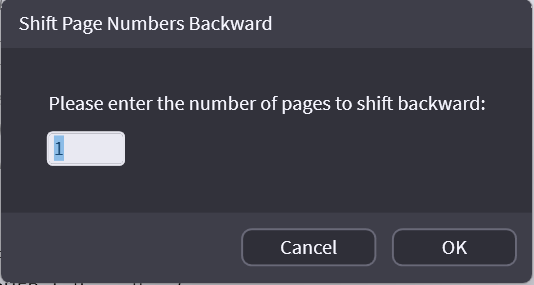 Shift Page Numbers Backward
Please enter the number of pages to shift backward:
1
Cancel
OK